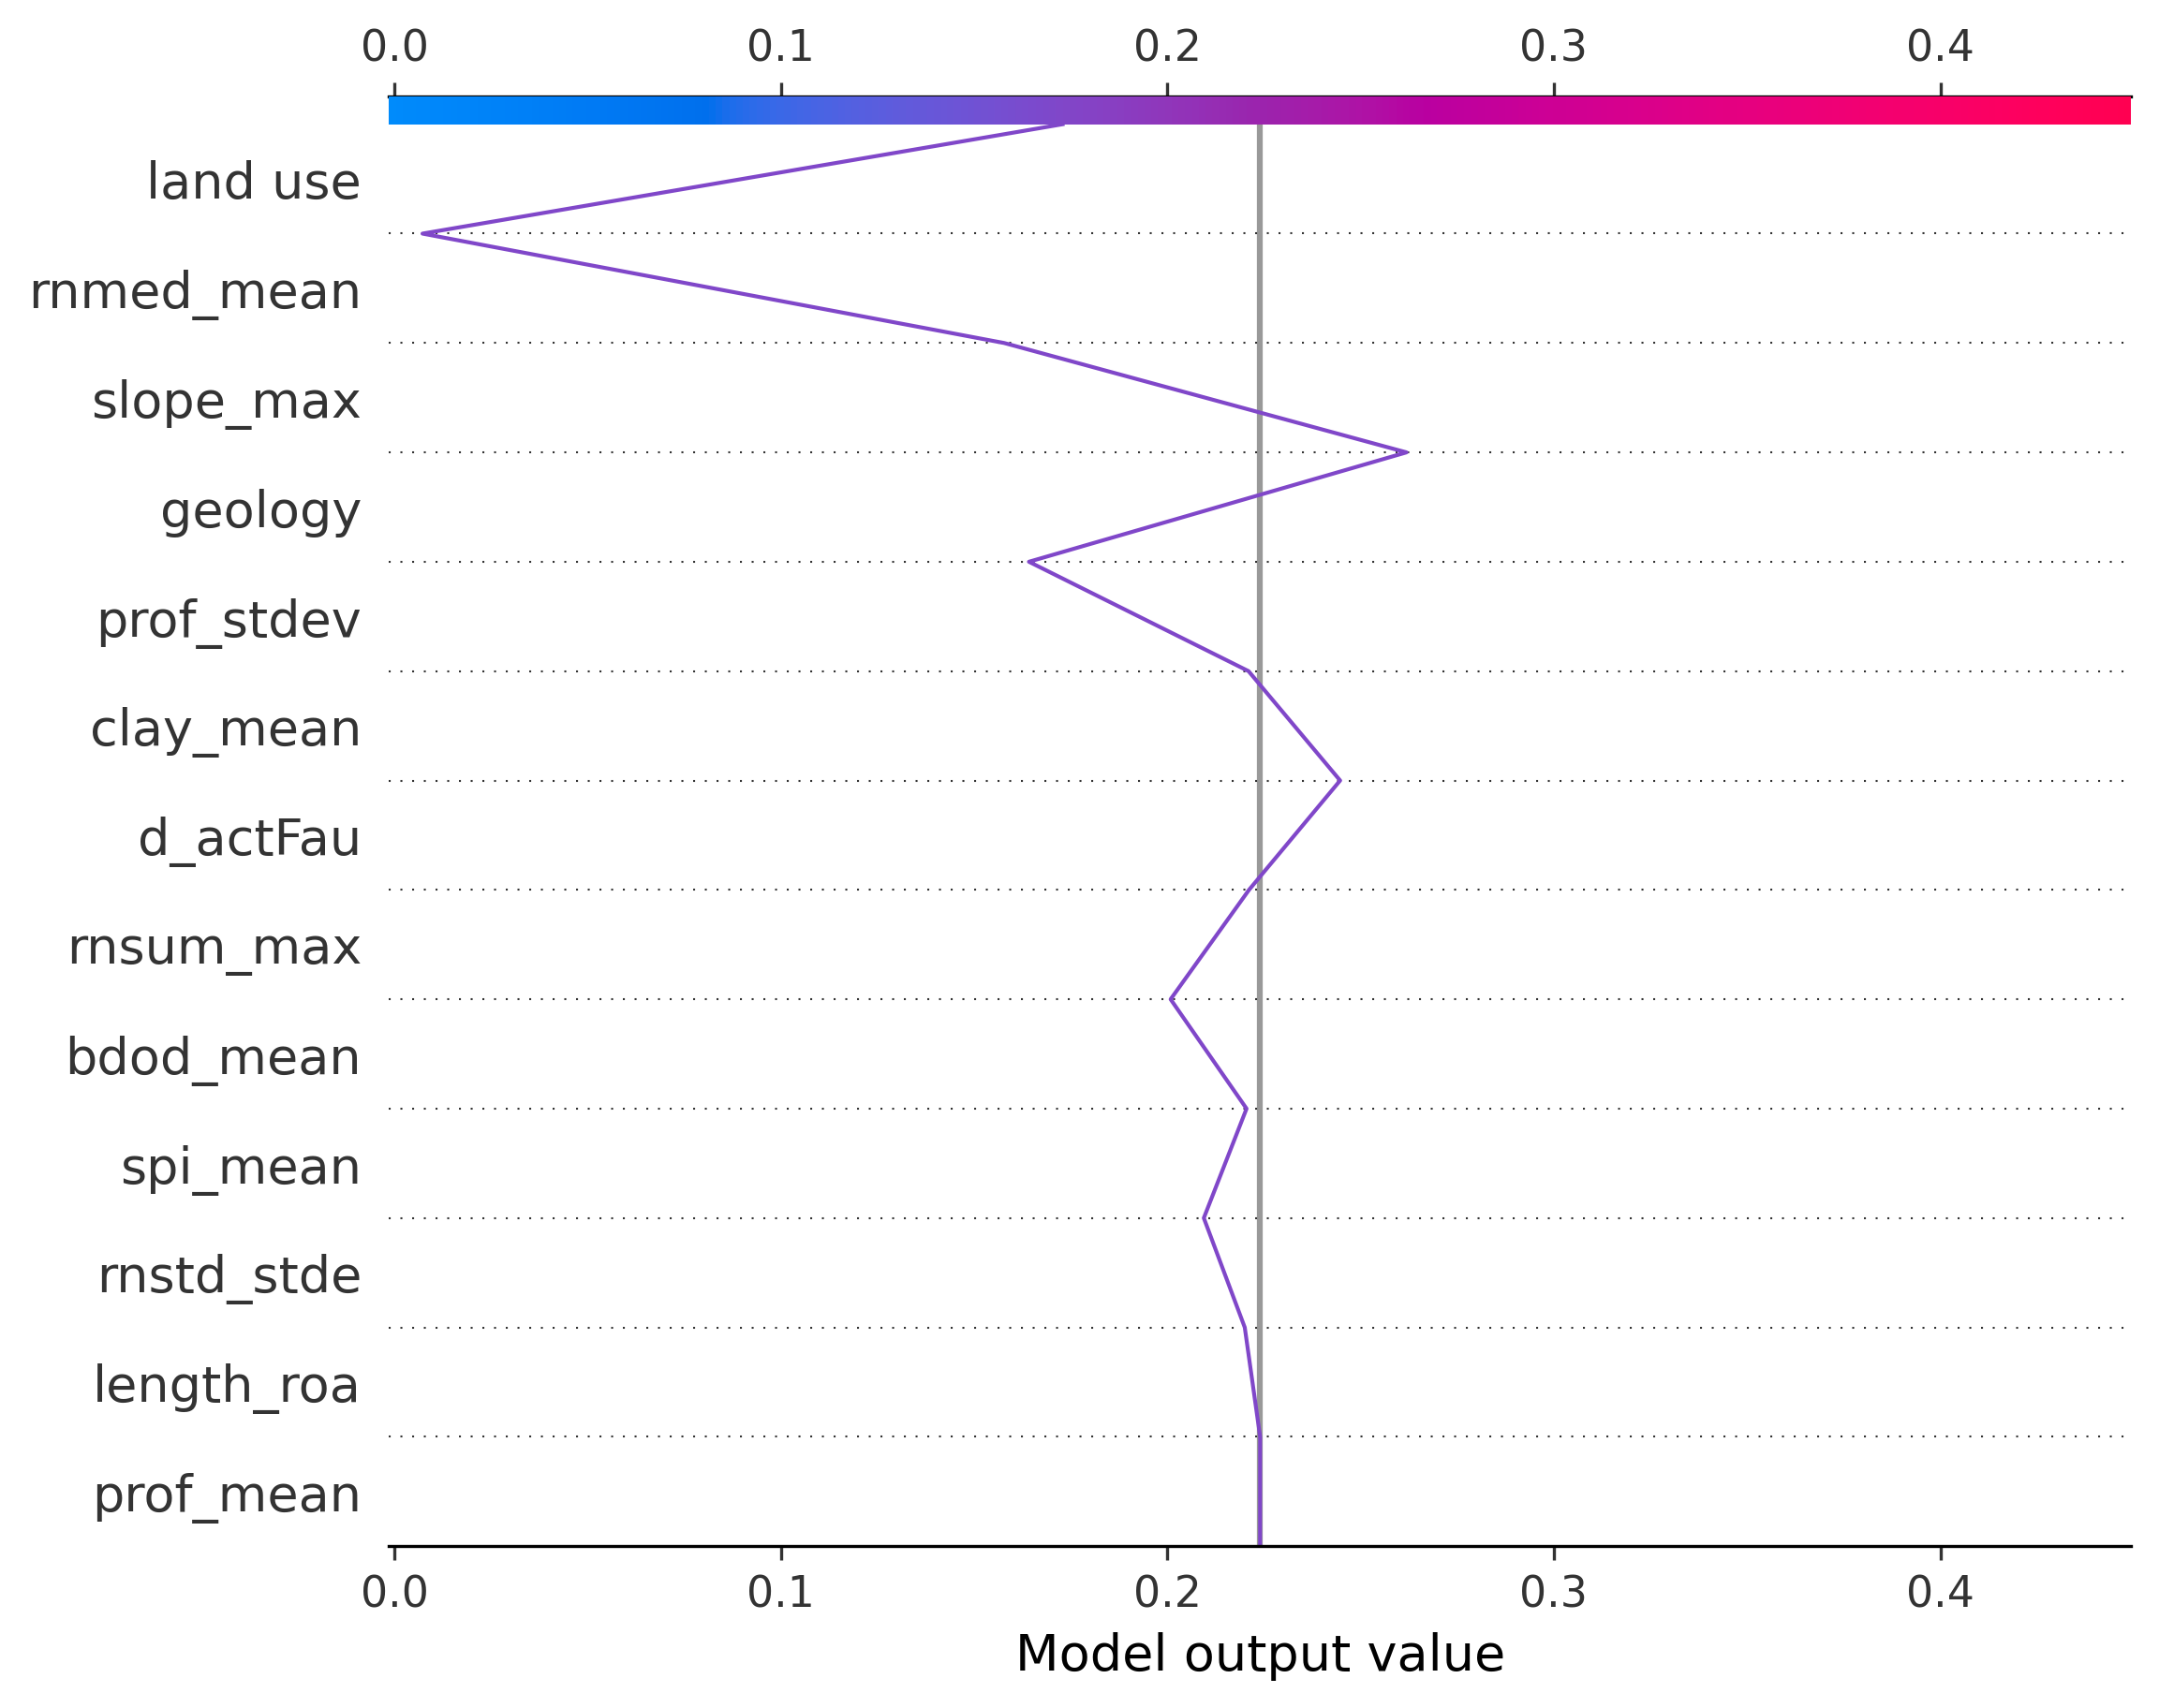 0.0 0.1 0.2 0.3 0.4
land use
rnmed_mean
slope_max
geology
prof_stdev
clay_mean
d_actFau
rnsum_max
bdod_mean
spi_mean
rnstd_stde
length_roa
prof_mean
0.0 0.1 0.2 0.3 0.4
Model output value